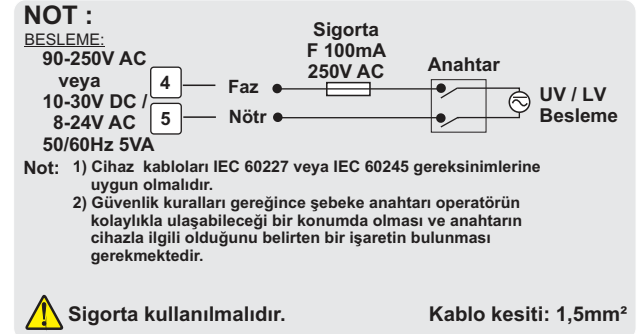 NOT :
BESLEME:
90-250V AC
veya
10-30V DC /
8-24V AC
50/60Hz 5VA
4
5
Faz
Nötr
Sigorta
F 100mA
250V AC
Anahtar
UV / LV
Besleme
Not: 1) Cihaz kabloları IEC 60227 veya IEC 60245 gereksinimlerine
uygun olmalıdır.
2) Güvenlik kuralları gereğince şebeke anahtarı operatörün
kolaylıkla ulaşabileceği bir konumda olması ve anahtarın
cihazla ilgili olduğunu belirten bir işaretin bulunması
gerekmektedir.
Sigorta kullanılmalıdır.
Kablo kesiti: 1,5mm²